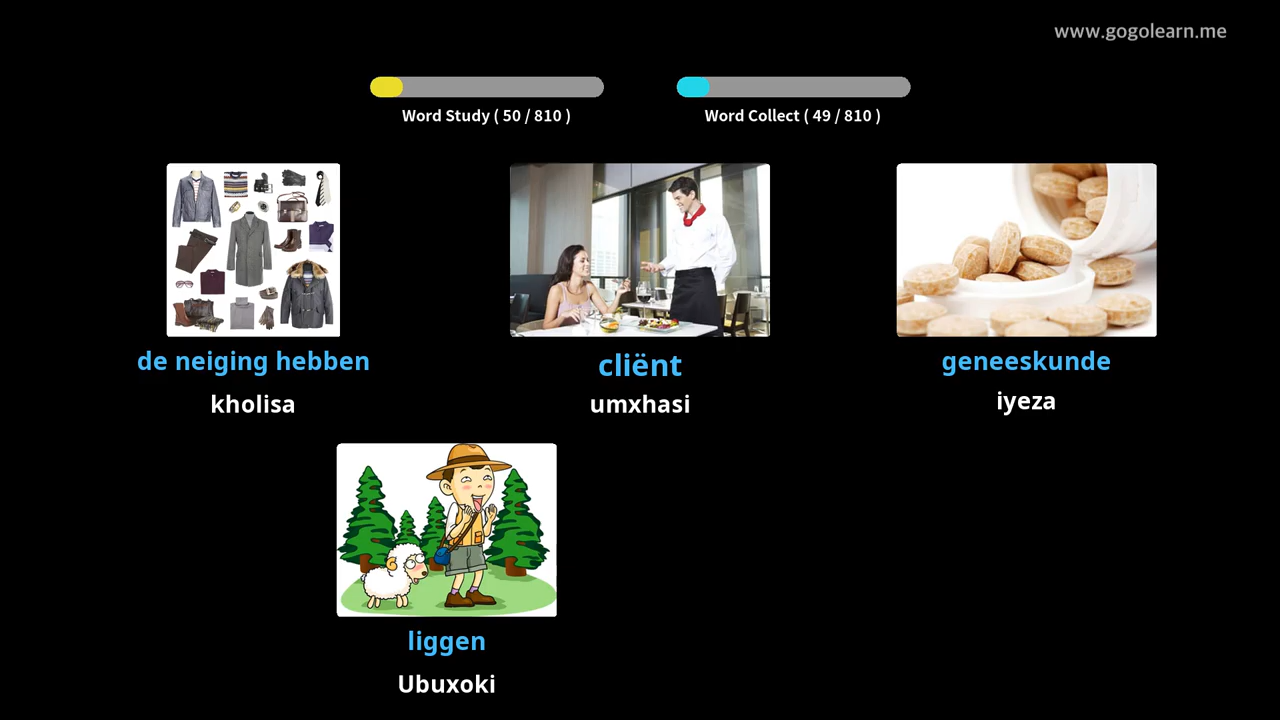 www.gogolearn.me
Word Study ( 50 / 810 )
Word Collect ( 49 / 810 )
de neiging hebben
kholisa
cliënt
umxhasi
geneeskunde
iyeza
liggen
Ubuxoki